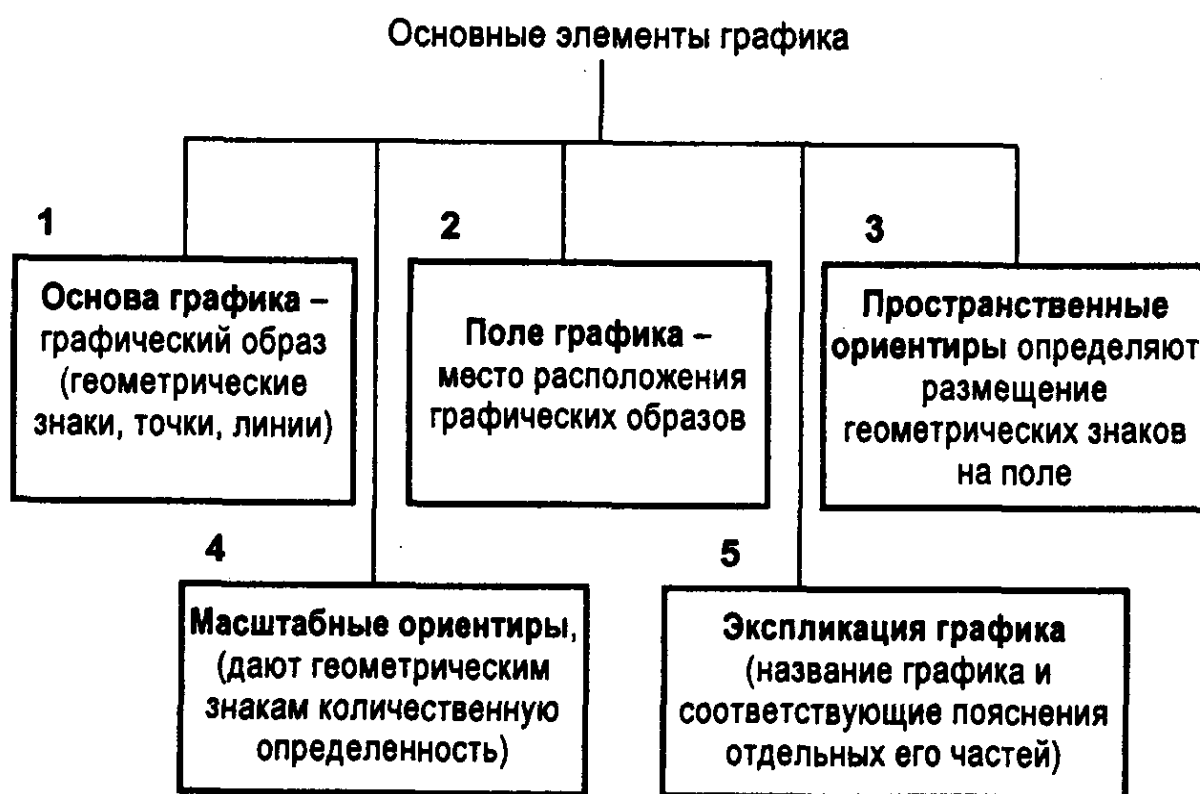 Основные элементы графика
1
Основа графика –
графический образ
(геометрические
знаки, точки, линии)
2
Поле графика –
место расположения
графических образов
3
Пространственные
ориентиры определяют
размещение
геометрических знаков
на поле
4
Масштабные ориентиры,
(дают геометрическим
знакам количественную
определенность)
5
Экспликация графика
(название графика и
соответствующие пояснения
отдельных его частей)